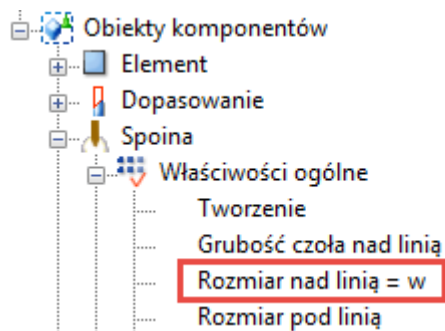 Obiekty komponentów
Element
Dopasowanie
Spoina
Właściwości ogólne
Tworzenie
Grubość czoła nad linią
Rozmiar nad linią = w
Rozmiar pod linią